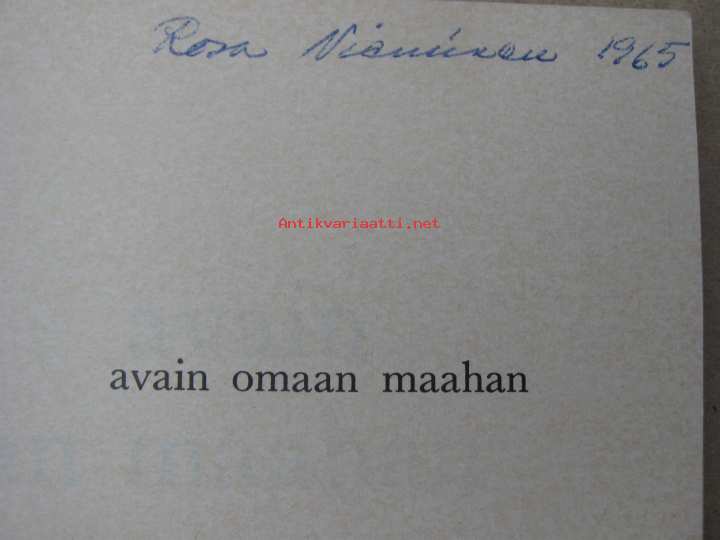 Rosa Nieminen 1965
Antikvariaatti.net
avain omaan maahan